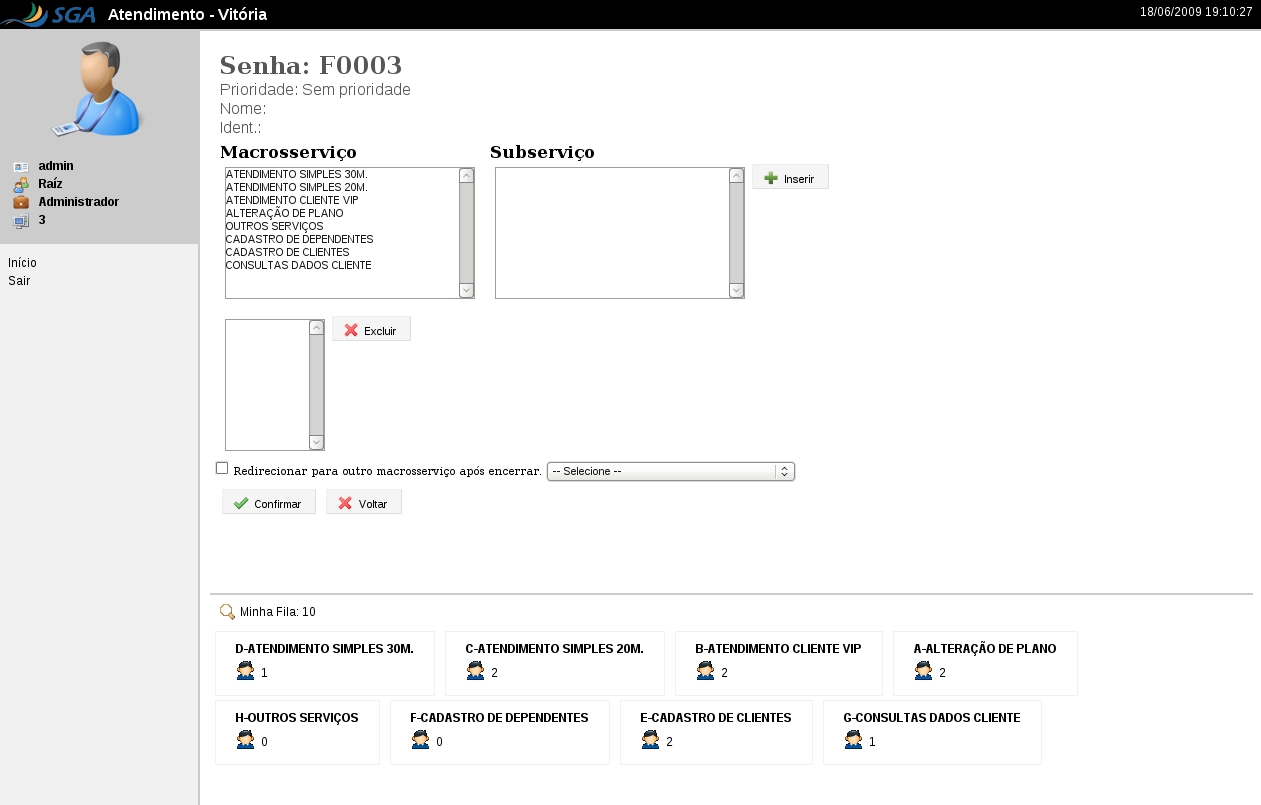 SGA Atendimento - Vitória 18/06/2009 19:10:27
admin
Raíz
Administrador
3
Início
Sair
Senha: F0003
Prioridade: Sem prioridade
Nome:
Ident.:
Macrosserviço Subserviço
ATENDIMENTO SIMPLES 30M.
ATENDIMENTO SIMPLES 20M.
ATENDIMENTO CLIENTE VIP
ALTERAÇÃO DE PLANO
OUTROS SERVIÇOS
CADASTRO DE DEPENDENTES
CADASTRO DE CLIENTES
CONSULTAS DADOS CLIENTE
Inserir
Excluir
Redirecionar para outro macrosserviço após encerrar. -- Selecione --
Confirmar Voltar
Minha Fila: 10
D-ATENDIMENTO SIMPLES 30M. C-ATENDIMENTO SIMPLES 20M. B-ATENDIMENTO CLIENTE VIP A-ALTERAÇÃO DE PLANO
1 2 2 2
H-OUTROS SERVIÇOS F-CADASTRO DE DEPENDENTES E-CADASTRO DE CLIENTES G-CONSULTAS DADOS CLIENTE
0 0 2 1